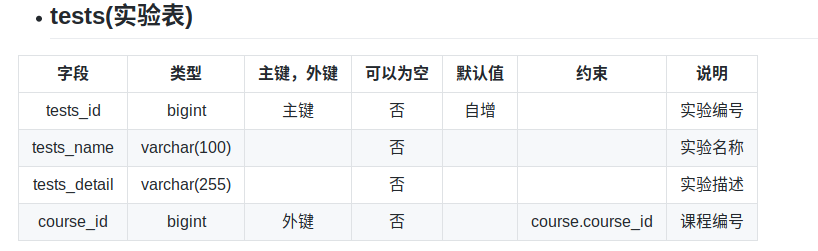 tests(实验表)
字段 类型 主键，外键 可以为空 默认值 约束 说明
tests_id bigint 主键 否 自增 实验编号
tests_name varchar(100) 否 实验名称
tests_detail varchar(255) 否 实验描述
course_id bigint 外键 否 course.course_id 课程编号